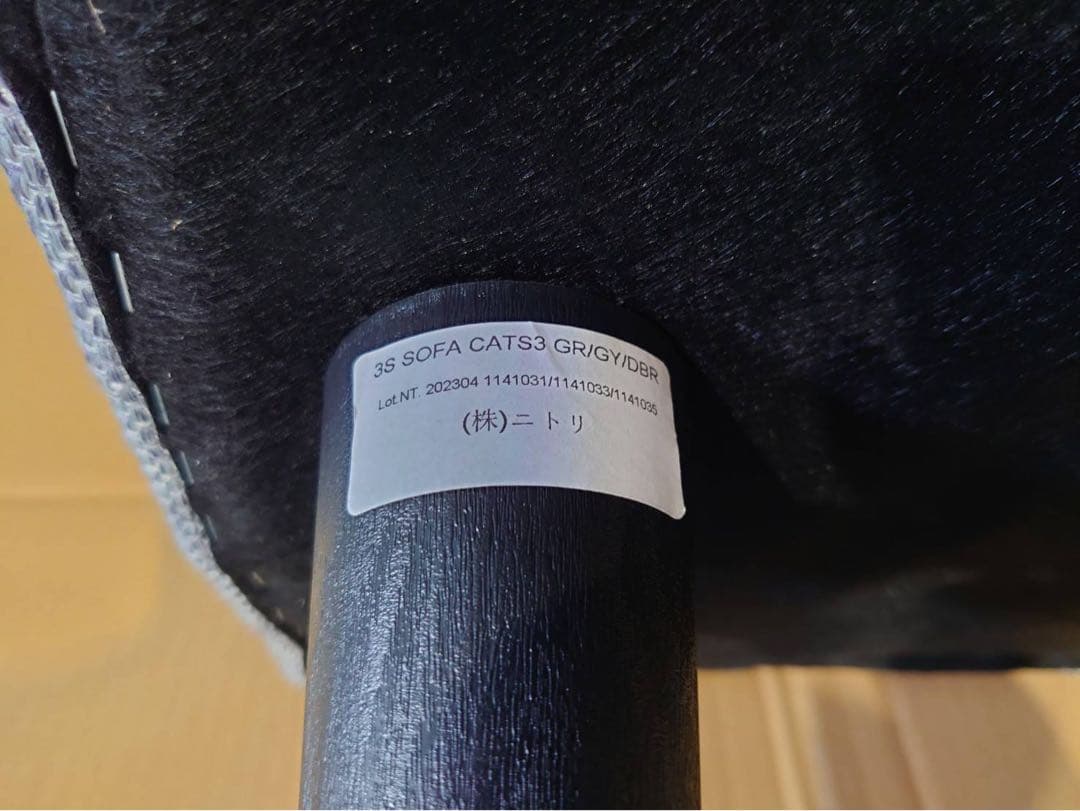 3S SOFA CATS3 GR/GY/DBR
Lot.NT. 202304 1141031/1141033/1141035
(株)ニトリ